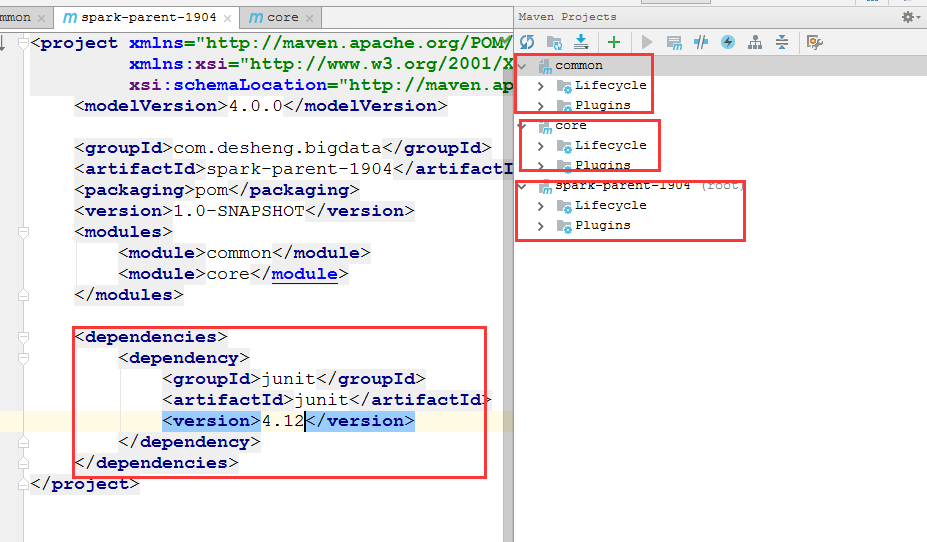 mmon spark-parent-1904 core
<project xmlns="http://maven.apache.org/POM/
xmlns:xsi="http://www.w3.org/2001/X
xsi:schemaLocation="http://maven.ap
<modelVersion>4.0.0</modelVersion>
<groupId>com.desheng.bigdata</groupId>
<artifactId>spark-parent-1904</artifactI
<packaging>pom</packaging>
<version>1.0-SNAPSHOT</version>
<modules>
<module>common</module>
<module>core</module>
</modules>
<dependencies>
<dependency>
<groupId>junit</groupId>
<artifactId>junit</artifactId>
<version>4.12</version>
</dependency>
</dependencies>
</project>
Maven Projects
common
Lifecycle
Plugins
core
Lifecycle
Plugins
spark-parent-1904 (root)
Lifecycle
Plugins